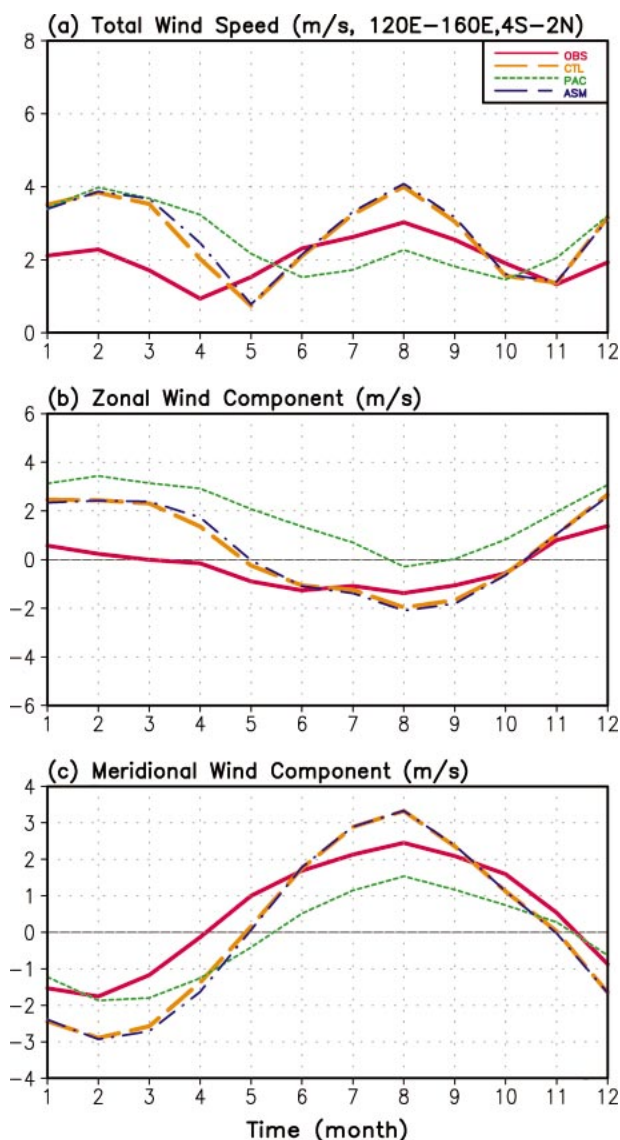 (a) Total Wind Speed (m/s, 120E-160E,4S-2N)
8
6
4
2
0
OBS
CTL
PAC
ASM
1 2 3 4 5 6 7 8 9 10 11 12
(b) Zonal Wind Component (m/s)
6
4
2
0
-2
-4
-6
1 2 3 4 5 6 7 8 9 10 11 12
(c) Meridional Wind Component (m/s)
4
3
2
1
0
-1
-2
-3
-4
1 2 3 4 5 6 7 8 9 10 11 12
Time (month)